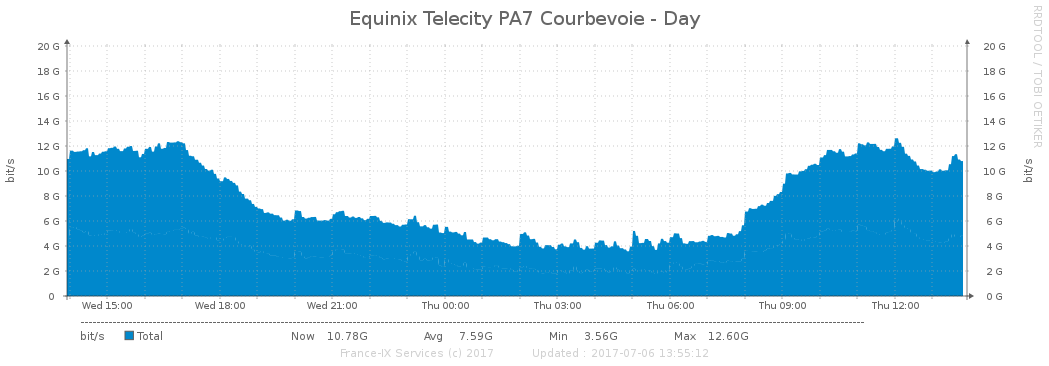 Equinix Telecity PA7 Courbevoie - Day
RRDTOOL / TOBI OETIKER
bit/s
20 G
18 G
16 G
14 G
12 G
10 G
8 G
6 G
4 G
2 G
0
20 G
18 G
16 G
14 G
12 G
10 G
8 G
6 G
4 G
2 G
0 G
bit/s
Wed 15:00 Wed 18:00 Wed 21:00 Thu 00:00 Thu 03:00 Thu 06:00 Thu 09:00 Thu 12:00
bit/s Total Now 10.78G Avg 7.59G Min 3.56G Max 12.60G
France-IX Services (c) 2017 Updated : 2017-07-06 13:55:12